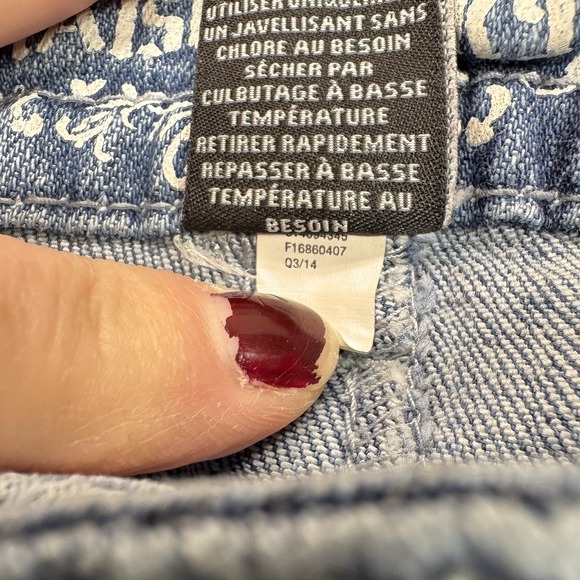 UTILISER UNIQUEMENT
UN JAVELLISANT SANS
CHLORE AU BESOIN
SÉCHER PAR
CULBUTAGE À BASSE
TEMPÉRATURE
RETIRER RAPIDEMENT
REPASSER À BASSE
TEMPÉRATURE AU
BESOIN
F16860407
Q3/14